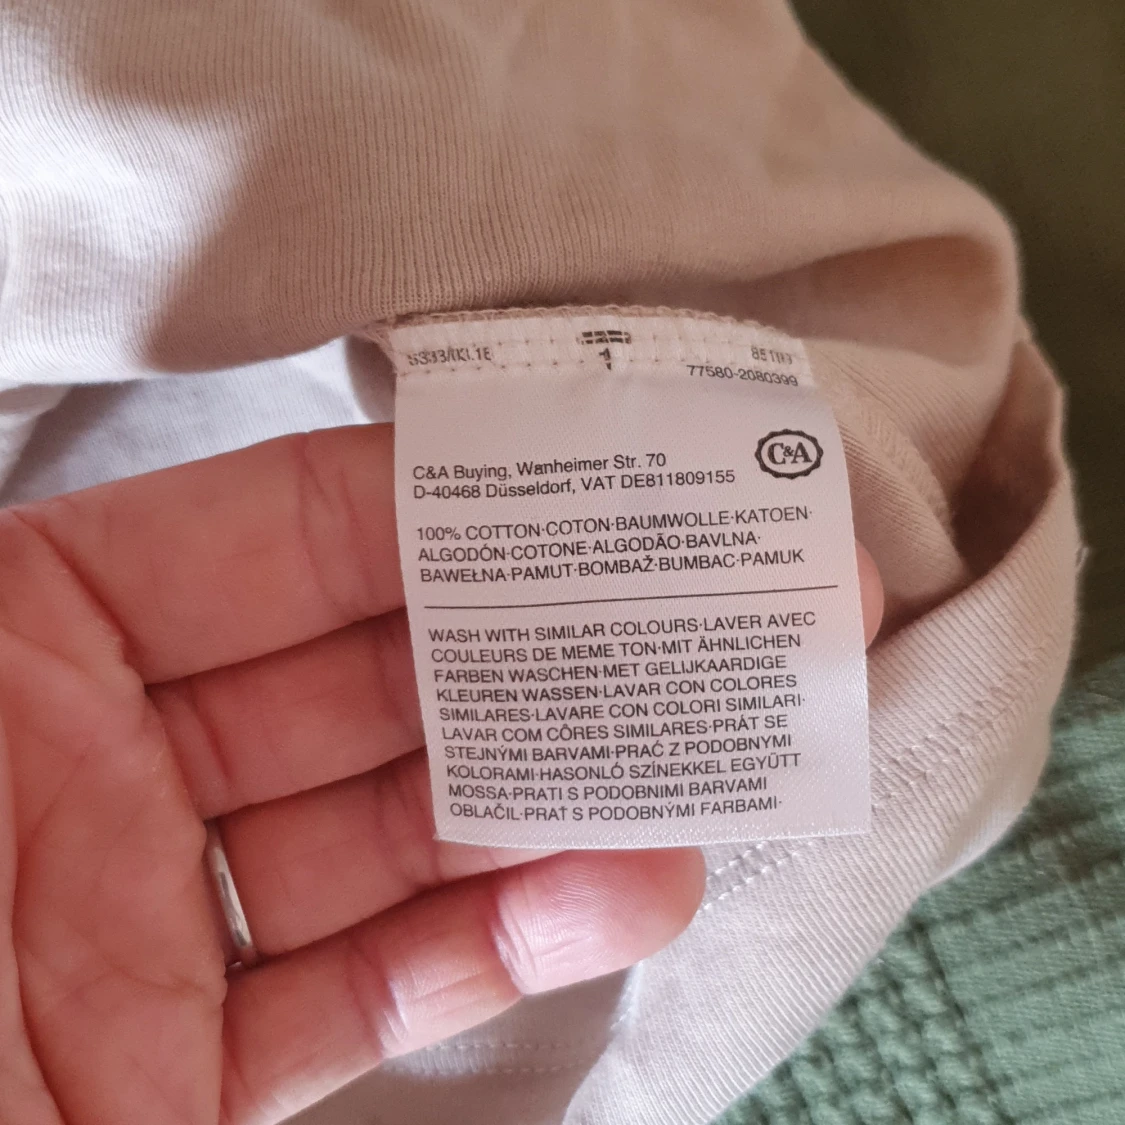 77580-2080399
C&A
C&A Buying, Wanheimer Str. 70
D-40468 Düsseldorf, VAT DE811809155
100% COTTON·COTON·BAUMWOLLE·KATOEN·
ALGODÓN·COTONE·ALGODÃO·BAVLNA·
BAWEŁNA·PAMUT·BOMBAŽ·BUMBAC·PAMUK
WASH WITH SIMILAR COLOURS·LAVER AVEC
COULEURS DE MEME TON·MIT ÄHNLICHEN
FARBEN WASCHEN·MET GELIJKAARDIGE
KLEUREN WASSEN·LAVAR CON COLORES
SIMILARES·LAVARE CON COLORI SIMILARI·
LAVAR COM CÔRES SIMILARES·PRÁT SE
STEJNÝMI BARVAMI·PRAĆ Z PODOBNYMI
KOLORAMI·HASONLÓ SZÍNEKKEL EGYÜTT
MOSSA·PRATI S PODOBNIMI BARVAMI
OBLAČIL·PRAŤ S PODOBNÝMI FARBAMI·